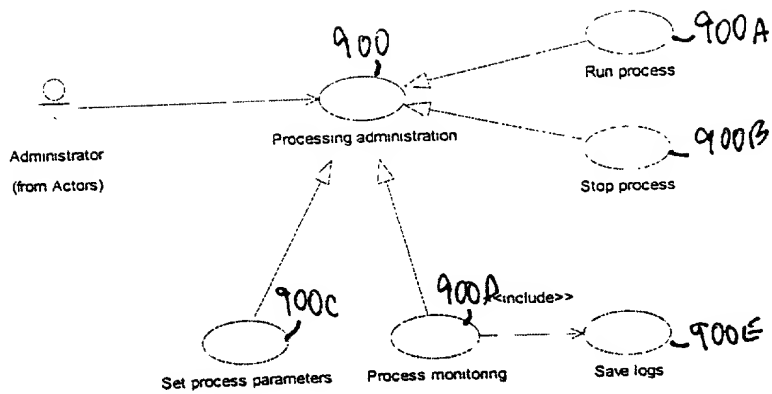 900
900A
Run process
Processing administration
Administrator
(from Actors)
900B
Stop process
900C
900D
<<include>>
900E
Set process parameters
Process monitoring
Save logs